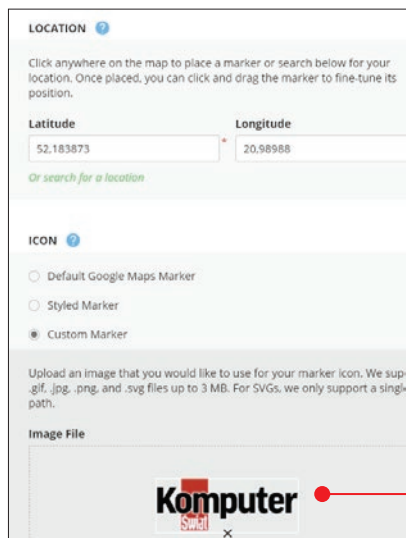 LOCATION ?
Click anywhere on the map to place a marker or search below for your
location. Once placed, you can click and drag the marker to fine-tune its
position.
Latitude Longitude
52,183873 * 20,98988
Or search for a location
ICON ?
Default Google Maps Marker
Styled Marker
Custom Marker
Upload an image that you would like to use for your marker icon. We sup
.gif, .jpg, .png, and .svg files up to 3 MB. For SVGs, we only support a singl
path.
Image File
Komputer
Świat
×